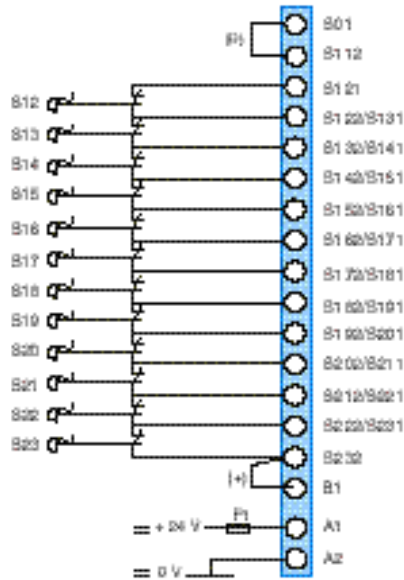 S01
(B)
S112
S121
S12
S122/S131
S13
S132/S141
S14
S142/S151
S15
S152/S161
S16
S162/S171
S17
S172/S181
S18
S182/S191
S19
S192/S201
S20
S202/S211
S21
S212/S221
S22
S222/S231
S23
S232
(+)
B1
F1
= + 24 V
A1
A2
= 0 V